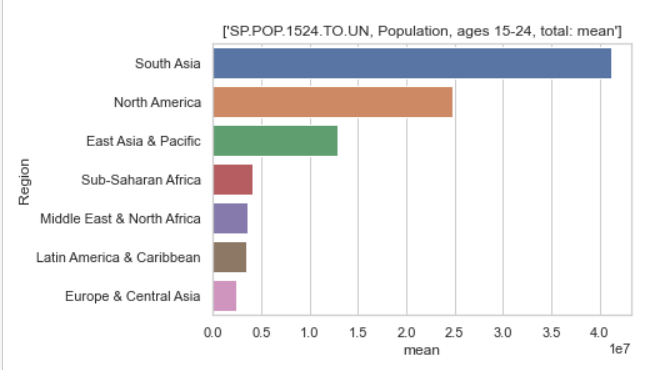 ['SP.POP.1524.TO.UN, Population, ages 15-24, total: mean']
Region
South Asia
North America
East Asia & Pacific
Sub-Saharan Africa
Middle East & North Africa
Latin America & Caribbean
Europe & Central Asia
0.0 0.5 1.0 1.5 2.0 2.5 3.0 3.5 4.0
1e7
mean